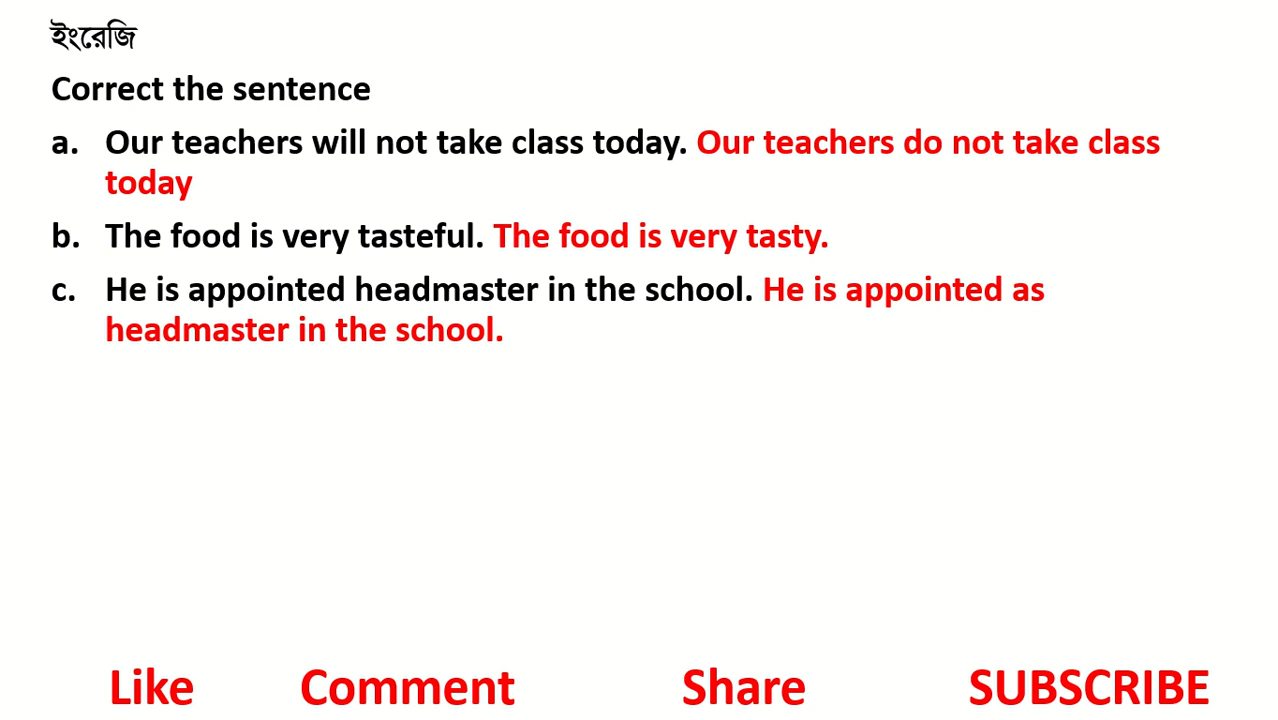 ইংরেজি
Correct the sentence
a. Our teachers will not take class today. Our teachers do not take class
today
b. The food is very tasteful. The food is very tasty.
c. He is appointed headmaster in the school. He is appointed as
headmaster in the school.
Like Comment Share SUBSCRIBE